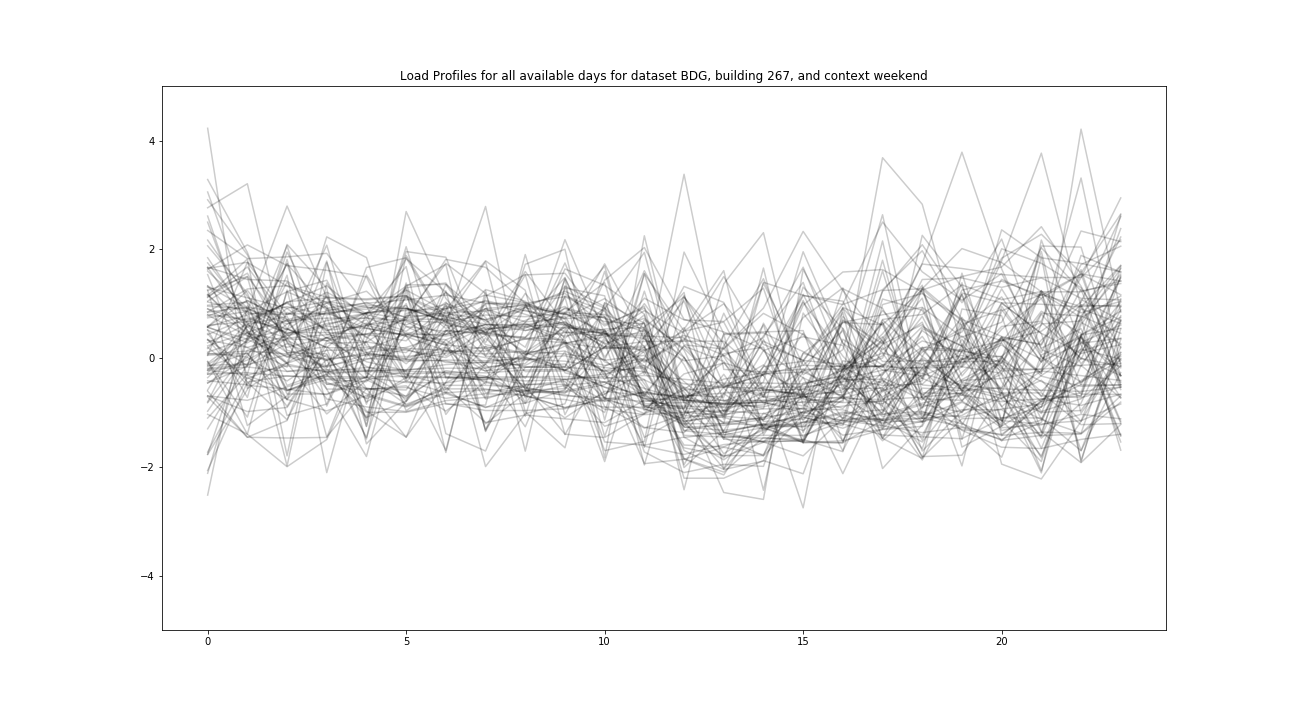 Load Profiles for all available days for dataset BDG, building 267, and context weekend
4
2
0
−2
−4
0 5 10 15 20